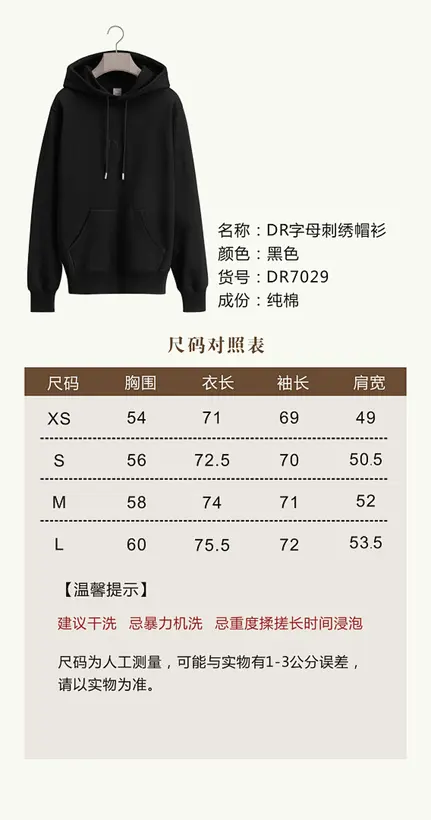 名称：DR字母刺绣帽衫
颜色：黑色
货号：DR7029
成份：纯棉
尺码对照表
尺码 胸围 衣长 袖长 肩宽
XS 54 71 69 49
S 56 72.5 70 50.5
M 58 74 71 52
L 60 75.5 72 53.5
【温馨提示】
建议干洗 忌暴力机洗 忌重度揉搓长时间浸泡
尺码为人工测量，可能与实物有1-3公分误差，
请以实物为准。